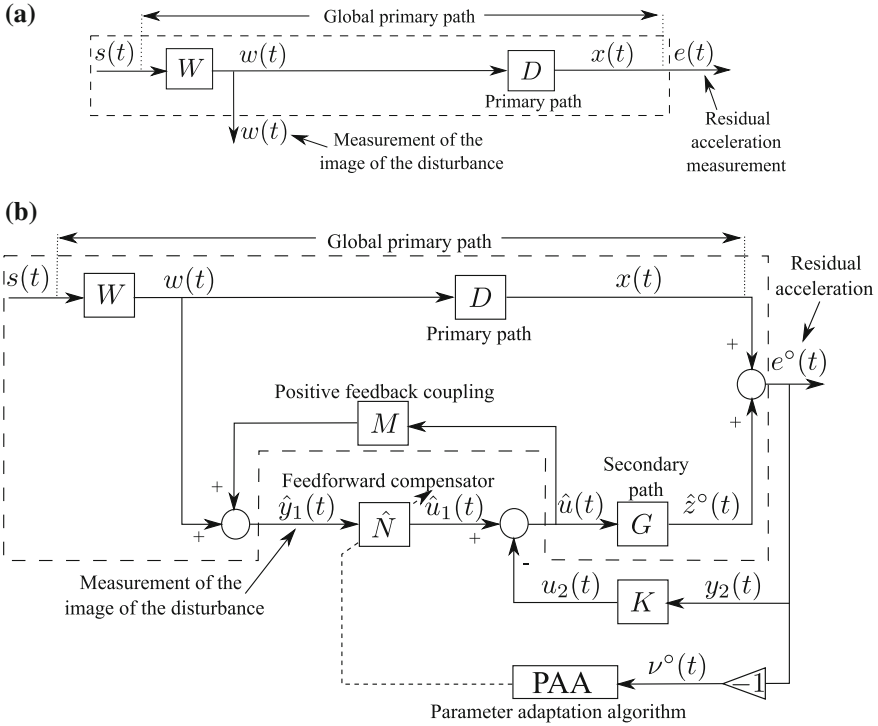 (a)
Global primary path
s(t)
W
w(t)
D
x(t)
e(t)
Primary path
w(t)
Measurement of the
image of the disturbance
Residual
acceleration
measurement
(b)
Global primary path
s(t)
W
w(t)
D
x(t)
Primary path
Residual
acceleration
+
e°(t)
+
Positive feedback coupling
M
+
Feedforward compensator
Secondary
path
+
ŷ₁(t)
N̂
û₁(t)
+
û(t)
G
ẑ°(t)
-
Measurement of the
image of the disturbance
u₂(t)
K
y₂(t)
PAA
ν°(t)
−1
Parameter adaptation algorithm